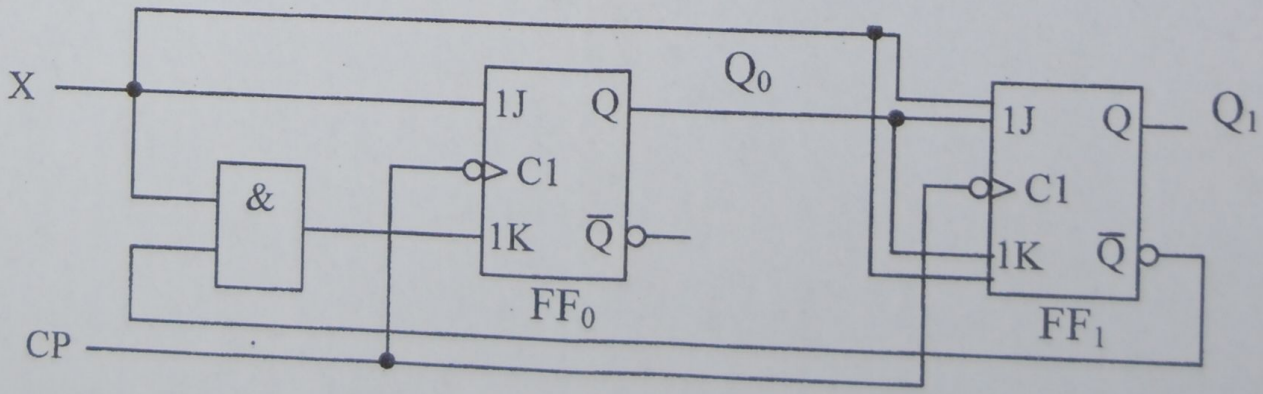 X
&
1J
C1
1K
Q
Q̅
FF₀
Q₀
1J
C1
1K
Q
Q̅
FF₁
Q₁
CP